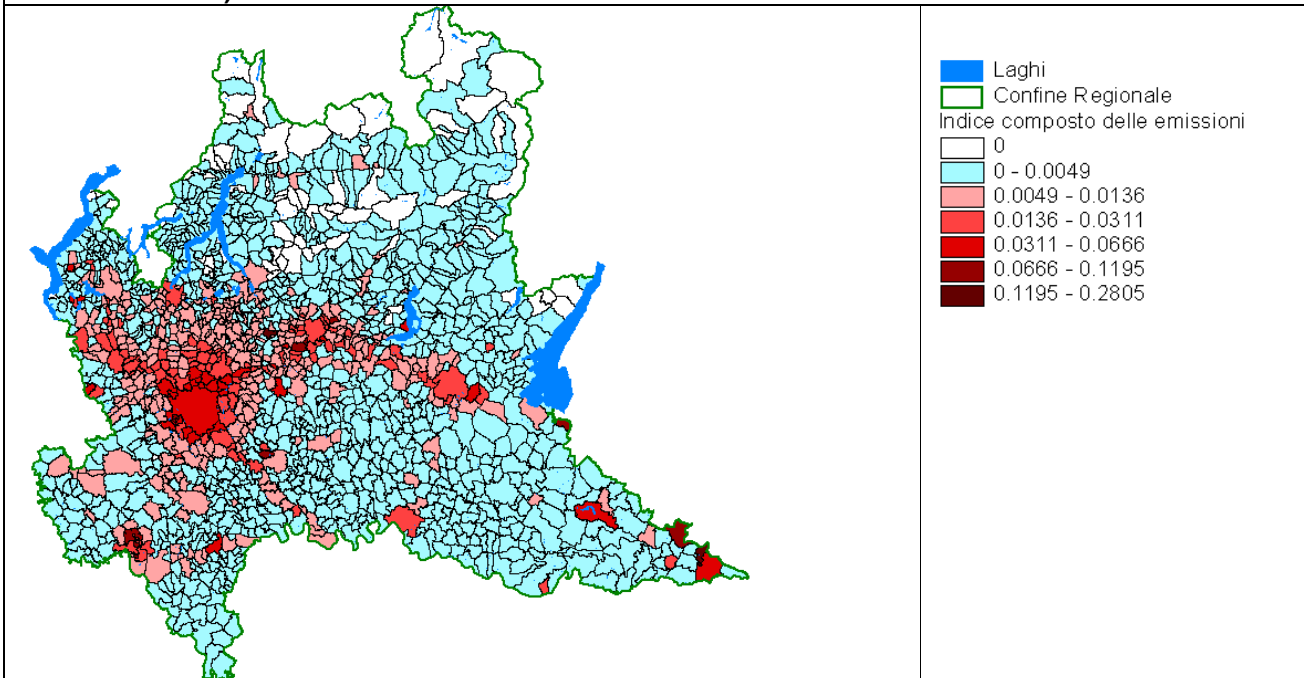 Laghi
Confine Regionale
Indice composto delle emissioni
0
0 - 0.0049
0.0049 - 0.0136
0.0136 - 0.0311
0.0311 - 0.0666
0.0666 - 0.1195
0.1195 - 0.2805